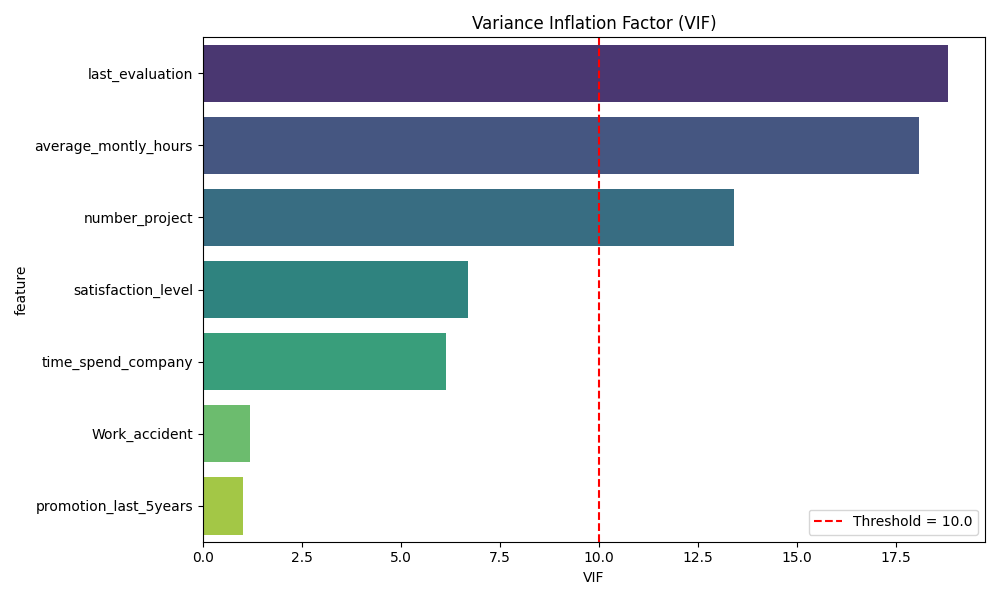 Variance Inflation Factor (VIF)
feature
last_evaluation
average_montly_hours
number_project
satisfaction_level
time_spend_company
Work_accident
promotion_last_5years
Threshold = 10.0
0.0 2.5 5.0 7.5 10.0 12.5 15.0 17.5
VIF